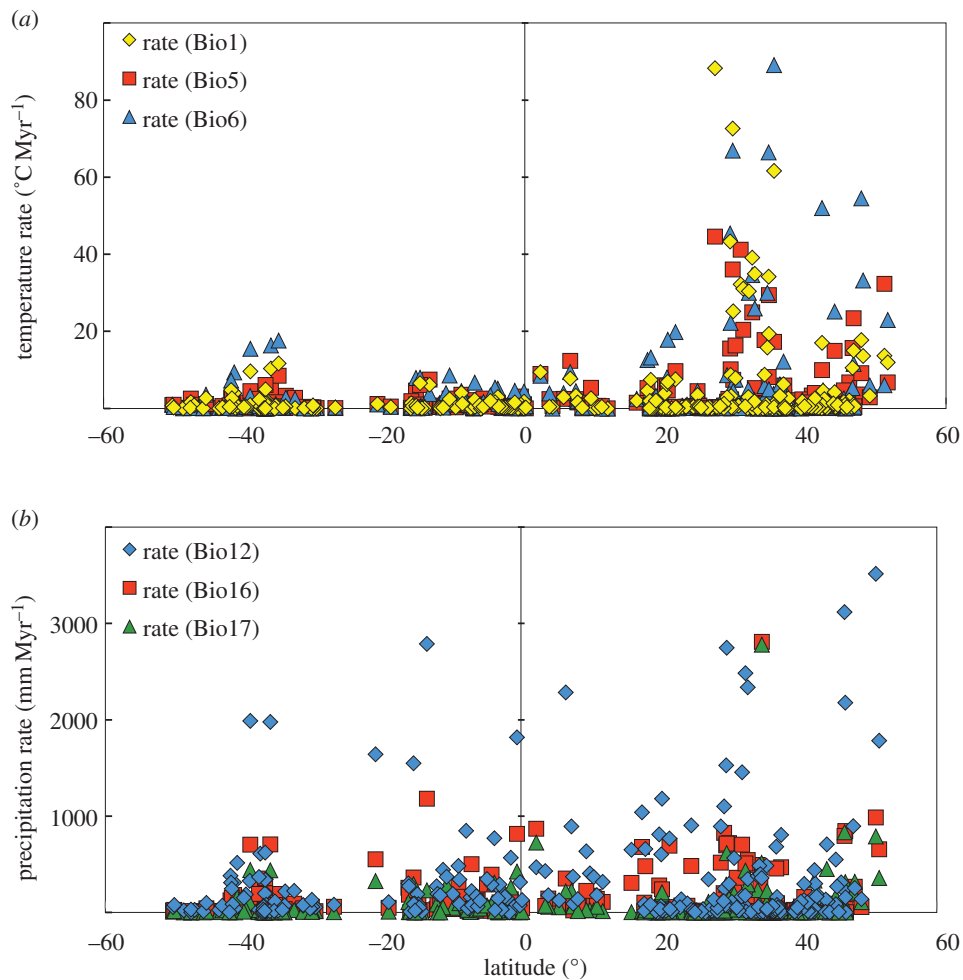 (a)
rate (Bio1)
rate (Bio5)
rate (Bio6)
temperature rate (°C Myr⁻¹)
80
60
40
20
−60 −40 −20 0 20 40 60
(b)
rate (Bio12)
rate (Bio16)
rate (Bio17)
precipitation rate (mm Myr⁻¹)
3000
2000
1000
0
−60 −40 −20 0 20 40 60
latitude (°)